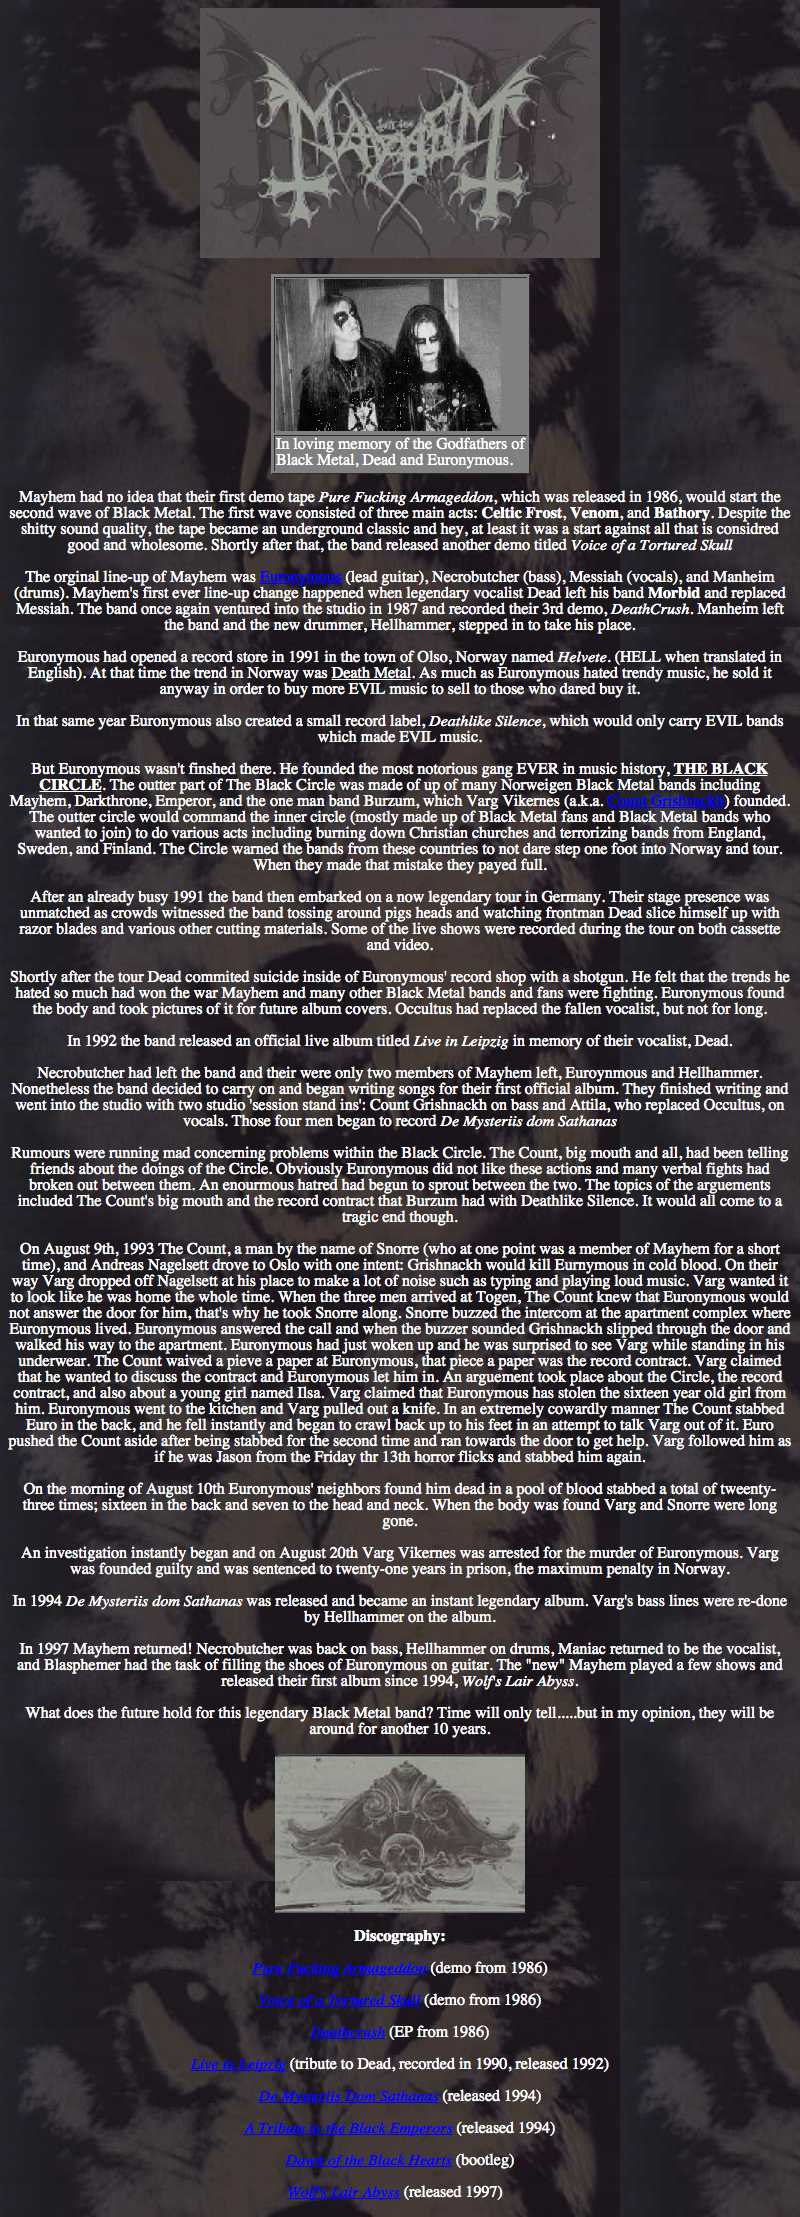 MAYHEM
In loving memory of the Godfathers of
Black Metal, Dead and Euronymous.
Mayhem had no idea that their first demo tape Pure Fucking Armageddon, which was released in 1986, would start the
second wave of Black Metal. The first wave consisted of three main acts: Celtic Frost, Venom, and Bathory. Despite the
shitty sound quality, the tape became an underground classic and hey, at least it was a start against all that is considred
good and wholesome. Shortly after that, the band released another demo titled Voice of a Tortured Skull
The orginal line-up of Mayhem was Euronymous (lead guitar), Necrobutcher (bass), Messiah (vocals), and Manheim
(drums). Mayhem's first ever line-up change happened when legendary vocalist Dead left his band Morbid and replaced
Messiah. The band once again ventured into the studio in 1987 and recorded their 3rd demo, DeathCrush. Manheim left
the band and the new drummer, Hellhammer, stepped in to take his place.
Euronymous had opened a record store in 1991 in the town of Olso, Norway named Helvete. (HELL when translated in
English). At that time the trend in Norway was Death Metal. As much as Euronymous hated trendy music, he sold it
anyway in order to buy more EVIL music to sell to those who dared buy it.
In that same year Euronymous also created a small record label, Deathlike Silence, which would only carry EVIL bands
which made EVIL music.
But Euronymous wasn't finshed there. He founded the most notorious gang EVER in music history, THE BLACK
CIRCLE. The outter part of The Black Circle was made of up of many Norweigen Black Metal bands including
Mayhem, Darkthrone, Emperor, and the one man band Burzum, which Varg Vikernes (a.k.a. Count Grishnackh) founded.
The outter circle would command the inner circle (mostly made up of Black Metal fans and Black Metal bands who
wanted to join) to do various acts including burning down Christian churches and terrorizing bands from England,
Sweden, and Finland. The Circle warned the bands from these countries to not dare step one foot into Norway and tour.
When they made that mistake they payed full.
After an already busy 1991 the band then embarked on a now legendary tour in Germany. Their stage presence was
unmatched as crowds witnessed the band tossing around pigs heads and watching frontman Dead slice himself up with
razor blades and various other cutting materials. Some of the live shows were recorded during the tour on both cassette
and video.
Shortly after the tour Dead commited suicide inside of Euronymous' record shop with a shotgun. He felt that the trends he
hated so much had won the war Mayhem and many other Black Metal bands and fans were fighting. Euronymous found
the body and took pictures of it for future album covers. Occultus had replaced the fallen vocalist, but not for long.
In 1992 the band released an official live album titled Live in Leipzig in memory of their vocalist, Dead.
Necrobutcher had left the band and their were only two members of Mayhem left, Euroynmous and Hellhammer.
Nonetheless the band decided to carry on and began writing songs for their first official album. They finished writing and
went into the studio with two studio 'session stand ins': Count Grishnackh on bass and Attila, who replaced Occultus, on
vocals. Those four men began to record De Mysteriis dom Sathanas
Rumours were running mad concerning problems within the Black Circle. The Count, big mouth and all, had been telling
friends about the doings of the Circle. Obviously Euronymous did not like these actions and many verbal fights had
broken out between them. An enourmous hatred had begun to sprout between the two. The topics of the arguements
included The Count's big mouth and the record contract that Burzum had with Deathlike Silence. It would all come to a
tragic end though.
On August 9th, 1993 The Count, a man by the name of Snorre (who at one point was a member of Mayhem for a short
time), and Andreas Nagelsett drove to Oslo with one intent: Grishnackh would kill Eurnymous in cold blood. On their
way Varg dropped off Nagelsett at his place to make a lot of noise such as typing and playing loud music. Varg wanted it
to look like he was home the whole time. When the three men arrived at Togen, The Count knew that Euronymous would
not answer the door for him, that's why he took Snorre along. Snorre buzzed the intercom at the apartment complex where
Euronymous lived. Euronymous answered the call and when the buzzer sounded Grishnackh slipped through the door and
walked his way to the apartment. Euronymous had just woken up and he was surprised to see Varg while standing in his
underwear. The Count waived a pieve a paper at Euronymous, that piece a paper was the record contract. Varg claimed
that he wanted to discuss the contract and Euronymous let him in. An arguement took place about the Circle, the record
contract, and also about a young girl named Ilsa. Varg claimed that Euronymous has stolen the sixteen year old girl from
him. Euronymous went to the kitchen and Varg pulled out a knife. In an extremely cowardly manner The Count stabbed
Euro in the back, and he fell instantly and began to crawl back up to his feet in an attempt to talk Varg out of it. Euro
pushed the Count aside after being stabbed for the second time and ran towards the door to get help. Varg followed him as
if he was Jason from the Friday thr 13th horror flicks and stabbed him again.
On the morning of August 10th Euronymous' neighbors found him dead in a pool of blood stabbed a total of tweenty-
three times; sixteen in the back and seven to the head and neck. When the body was found Varg and Snorre were long
gone.
An investigation instantly began and on August 20th Varg Vikernes was arrested for the murder of Euronymous. Varg
was founded guilty and was sentenced to twenty-one years in prison, the maximum penalty in Norway.
In 1994 De Mysteriis dom Sathanas was released and became an instant legendary album. Varg's bass lines were re-done
by Hellhammer on the album.
In 1997 Mayhem returned! Necrobutcher was back on bass, Hellhammer on drums, Maniac returned to be the vocalist,
and Blasphemer had the task of filling the shoes of Euronymous on guitar. The "new" Mayhem played a few shows and
released their first album since 1994, Wolf's Lair Abyss.
What does the future hold for this legendary Black Metal band? Time will only tell.....but in my opinion, they will be
around for another 10 years.
Discography:
Pure Fucking Armageddon (demo from 1986)
Voice of a Tortured Skull (demo from 1986)
Deathcrush (EP from 1986)
Live in Leipzig (tribute to Dead, recorded in 1990, released 1992)
De Mysteriis Dom Sathanas (released 1994)
A Tribute to the Black Emperors (released 1994)
Dawn of the Black Hearts (bootleg)
Wolf's Lair Abyss (released 1997)